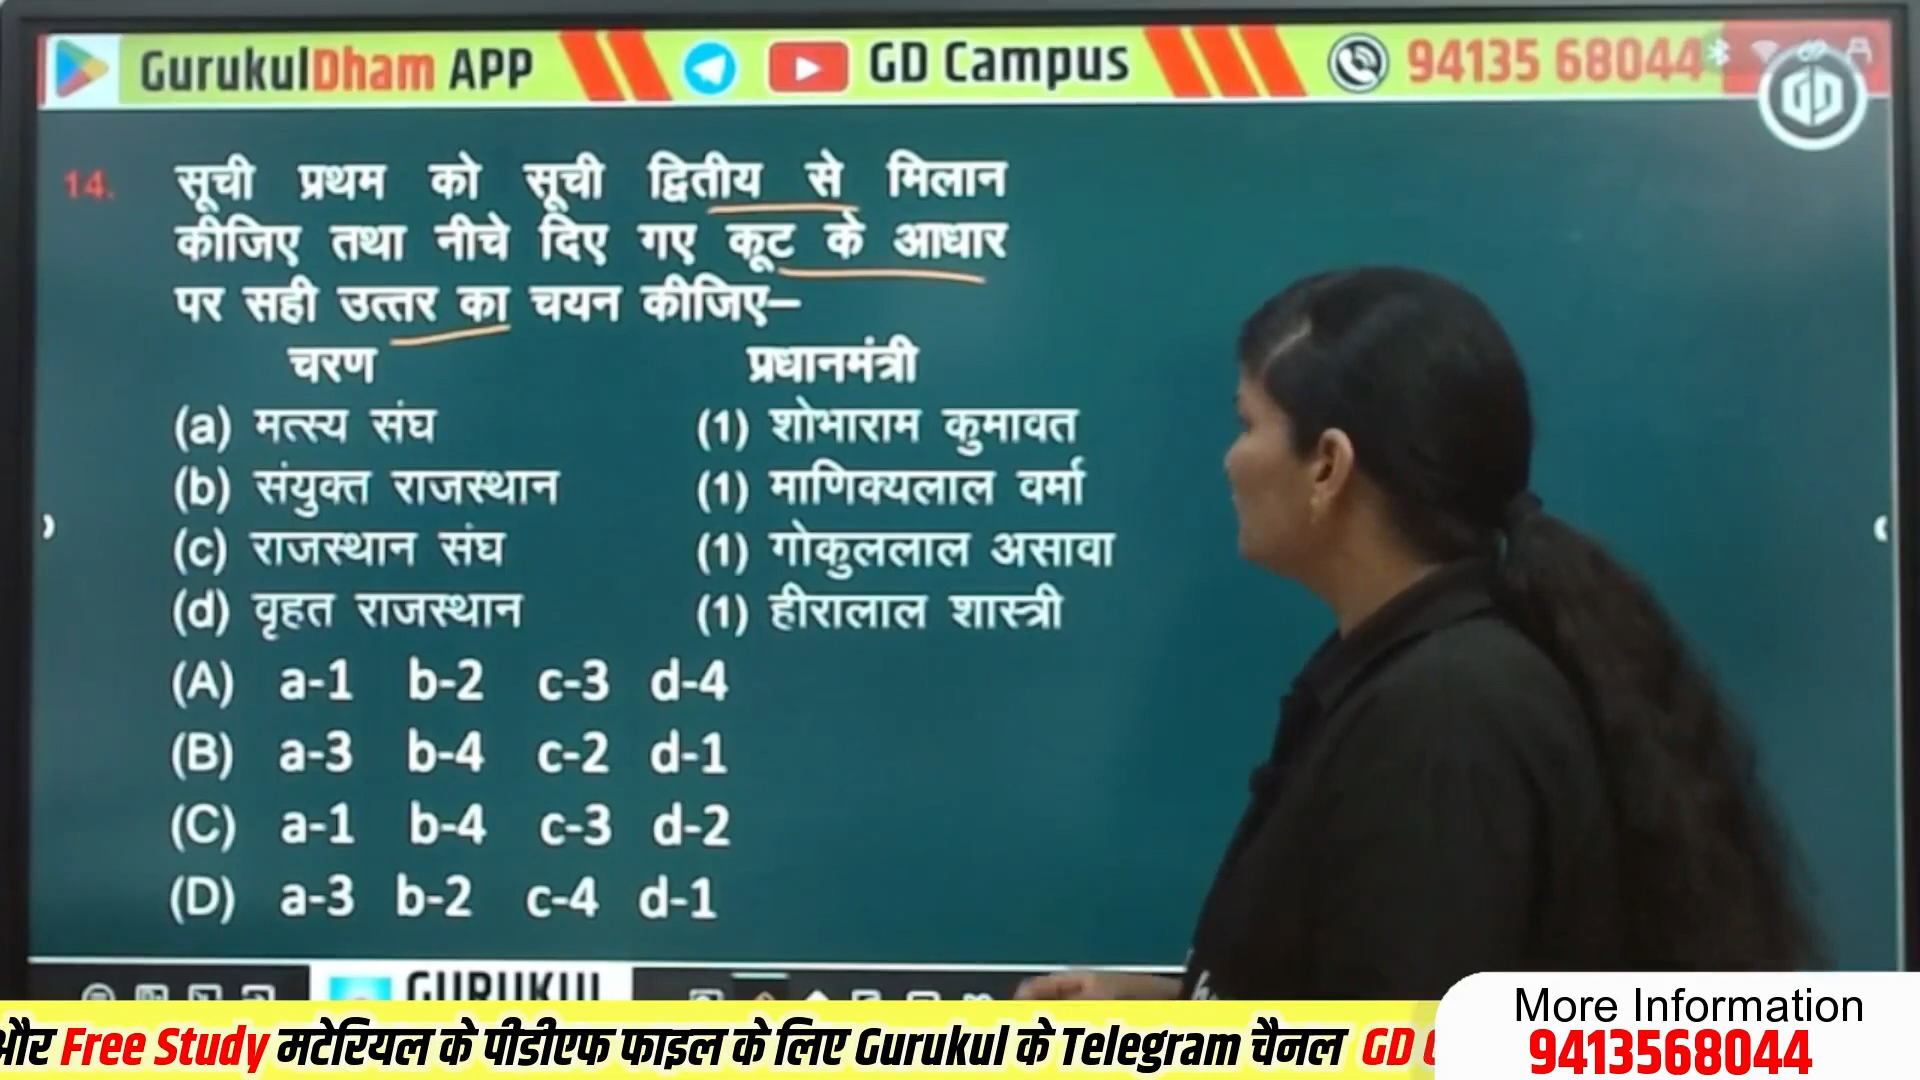 GurukulDham APP GD Campus 94135 68044
GD
14. सूची प्रथम को सूची द्वितीय से मिलान
कीजिए तथा नीचे दिए गए कूट के आधार
पर सही उत्तर का चयन कीजिए–
चरण प्रधानमंत्री
(a) मत्स्य संघ (1) शोभाराम कुमावत
(b) संयुक्त राजस्थान (1) माणिक्यलाल वर्मा
(c) राजस्थान संघ (1) गोकुललाल असावा
(d) वृहत राजस्थान (1) हीरालाल शास्त्री
(A) a-1 b-2 c-3 d-4
(B) a-3 b-4 c-2 d-1
(C) a-1 b-4 c-3 d-2
(D) a-3 b-2 c-4 d-1
GURUKUL
और Free Study मटेरियल के पीडीएफ फाइल के लिए Gurukul के Telegram चैनल GD
More Information
9413568044